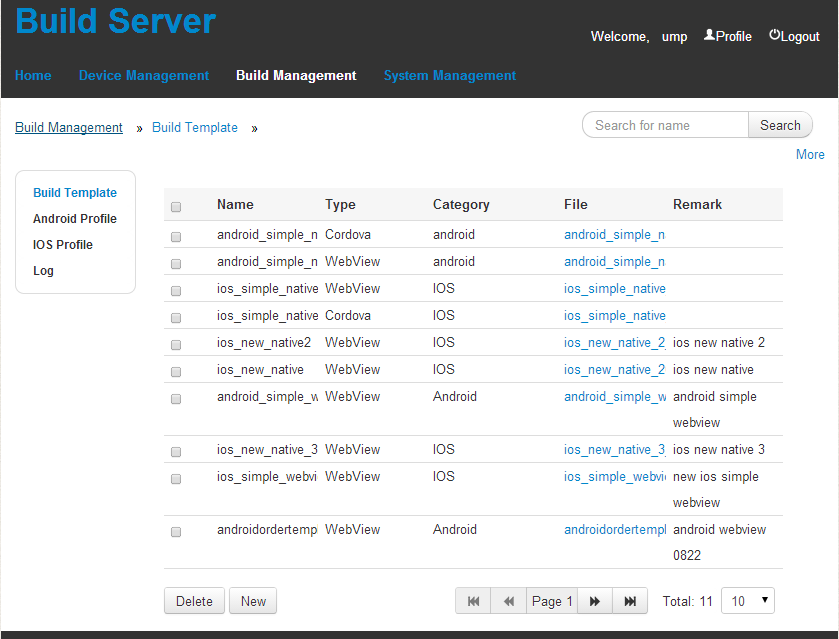 Build Server
Welcome, ump Profile Logout
Home Device Management Build Management System Management
Build Management » Build Template »
Search for name Search
More
Build Template
Android Profile
IOS Profile
Log
Name Type Category File Remark
android_simple_n Cordova android android_simple_n
android_simple_n WebView android android_simple_n
ios_simple_native WebView IOS ios_simple_native
ios_simple_native Cordova IOS ios_simple_native
ios_new_native2 WebView IOS ios_new_native_2 ios new native 2
ios_new_native WebView IOS ios_new_native_2 ios new native
android_simple_w WebView Android android_simple_w android simple
webview
ios_new_native_3 WebView IOS ios_new_native_3 ios new native 3
ios_simple_webvi WebView IOS ios_simple_webvi new ios simple
webview
androidordertemp WebView Android androidordertempl android webview
0822
Delete New Page 1 Total: 11 10